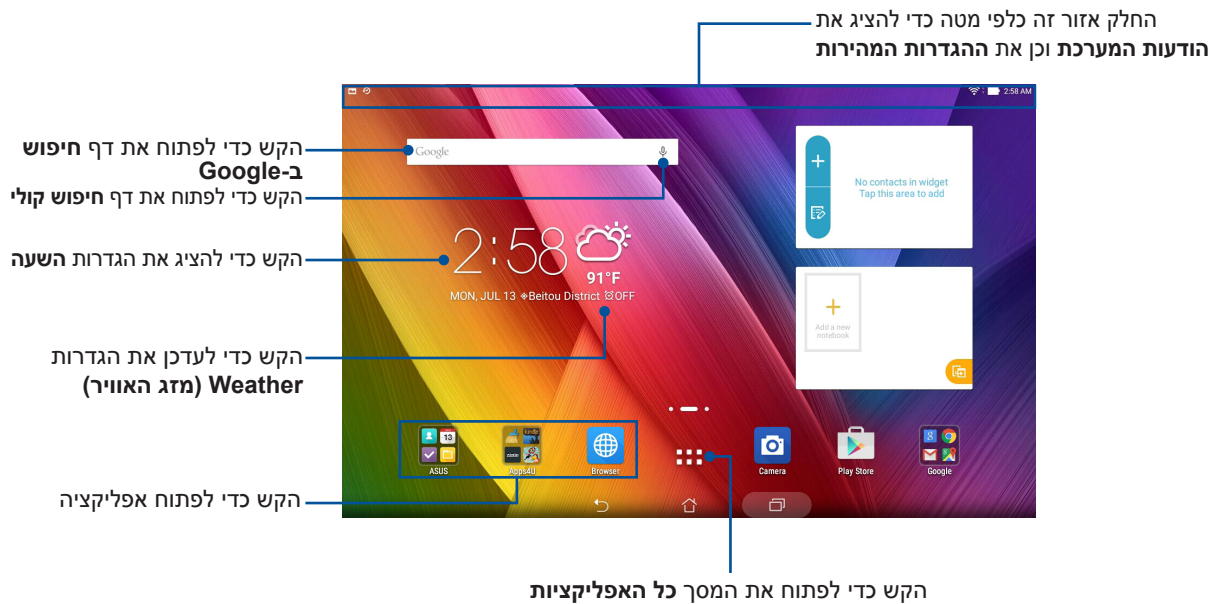 החלק אזור זה כלפי מטה כדי להציג את
הודעות המערכת וכן את ההגדרות המהירות
2:58 AM
הקש כדי לפתוח את דף חיפוש
ב-Google
Google
הקש כדי לפתוח את דף חיפוש קולי
No contacts in widget
Tap this area to add
הקש כדי להציג את הגדרות השעה
2:58
91°F
MON, JUL 13 Beitou District OFF
Add a new
notebook
הקש כדי לעדכן את הגדרות
Weather (מזג האוויר)
13
ASUS
Apps4U
Browser
Camera
Play Store
Google
הקש כדי לפתוח אפליקציה
הקש כדי לפתוח את המסך כל האפליקציות